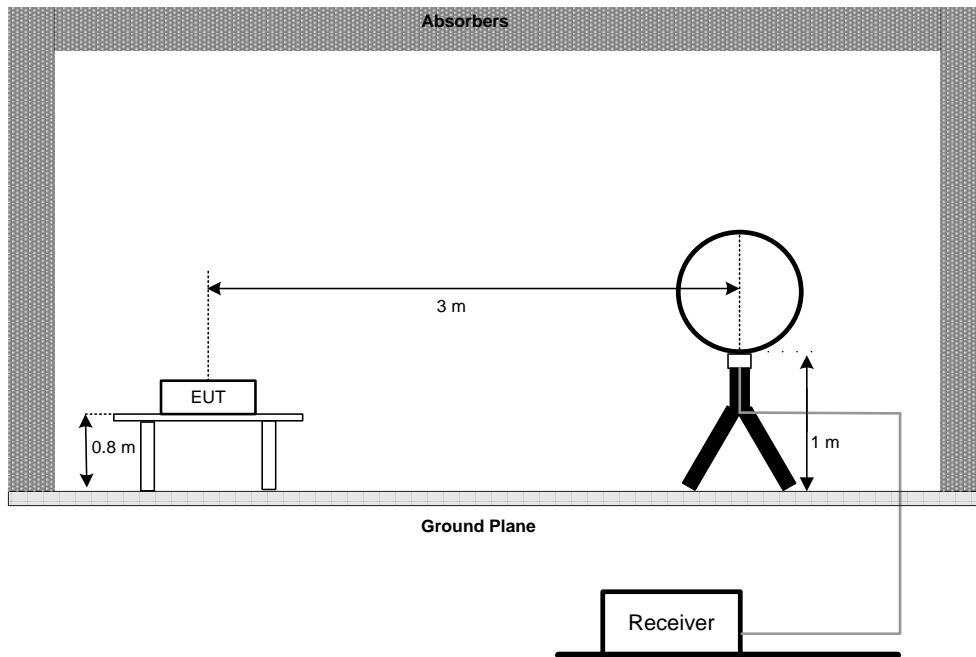 Absorbers
3 m
EUT
0.8 m
1 m
Ground Plane
Receiver